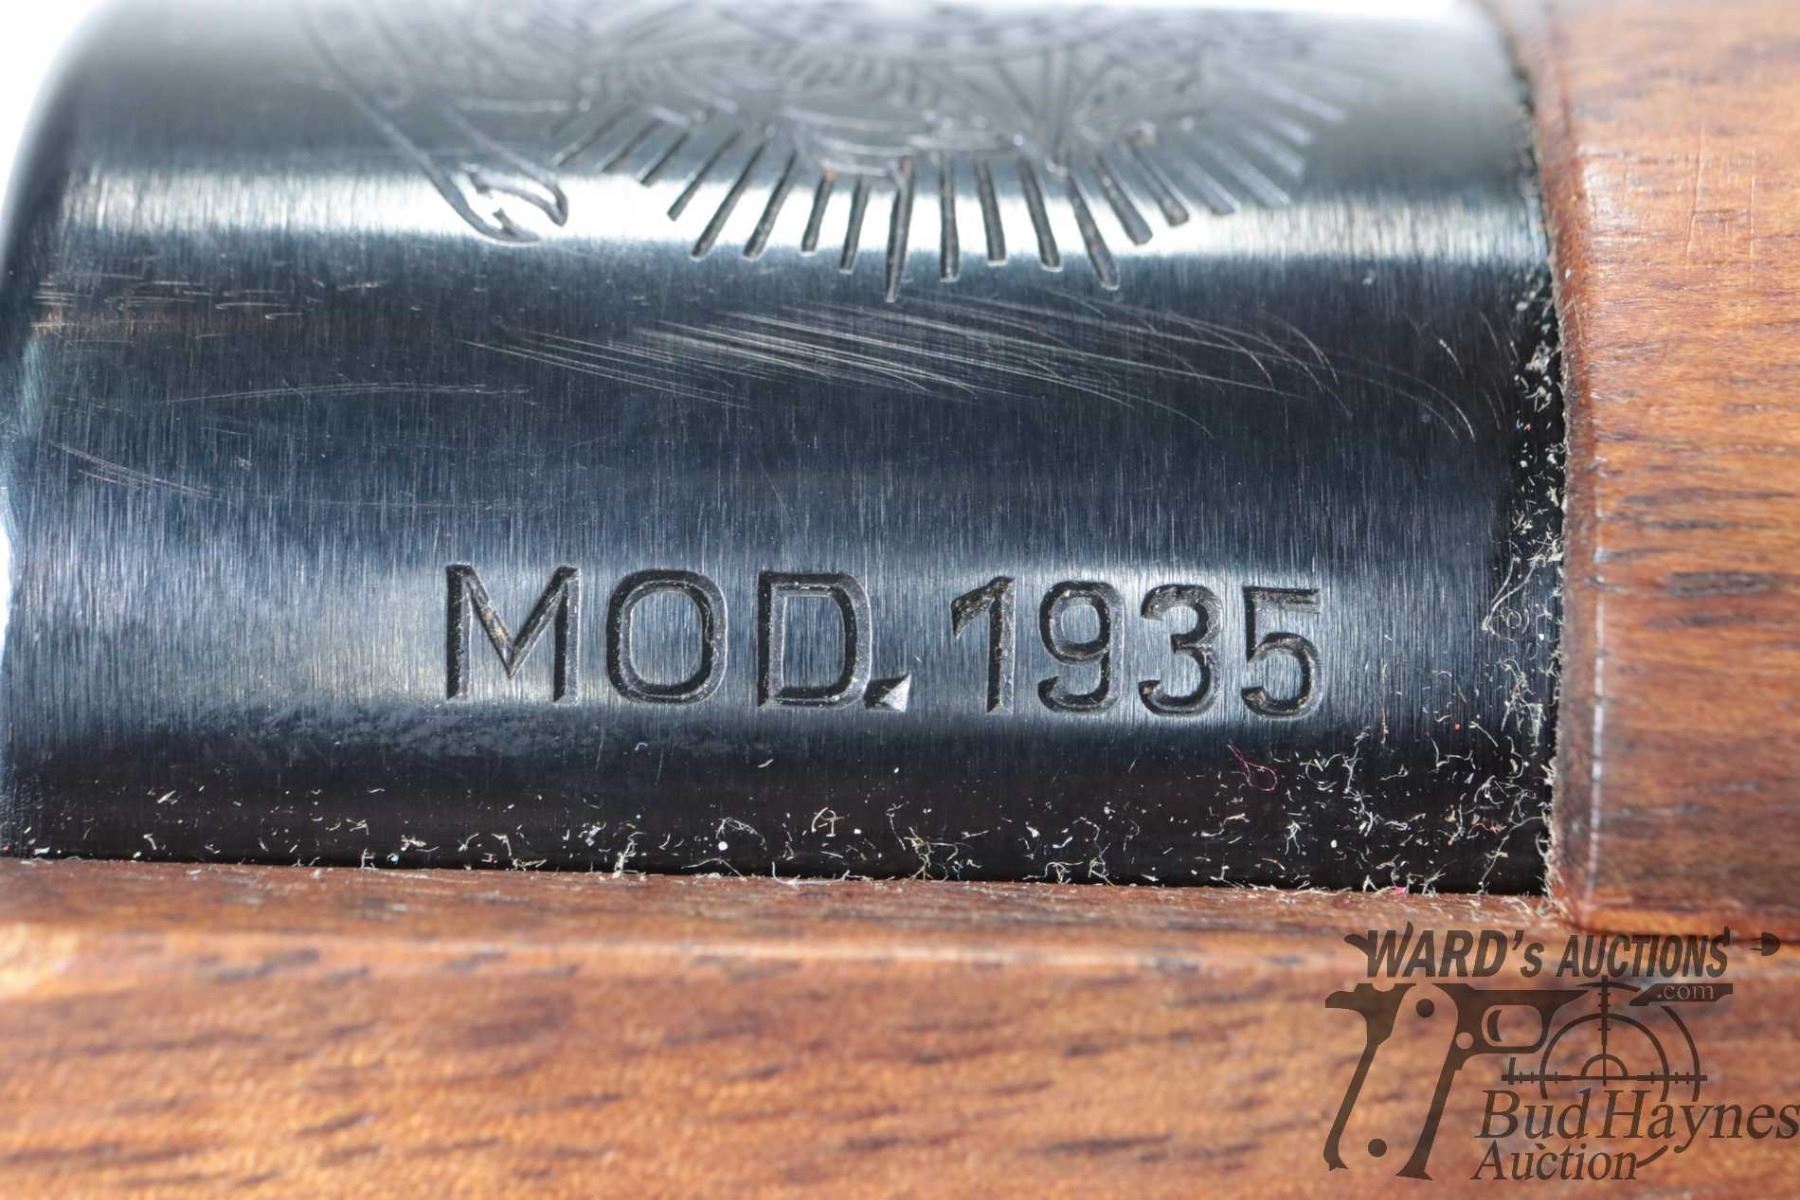 MOD. 1935
WARD'S AUCTIONS
.com
Bud Haynes
Auction